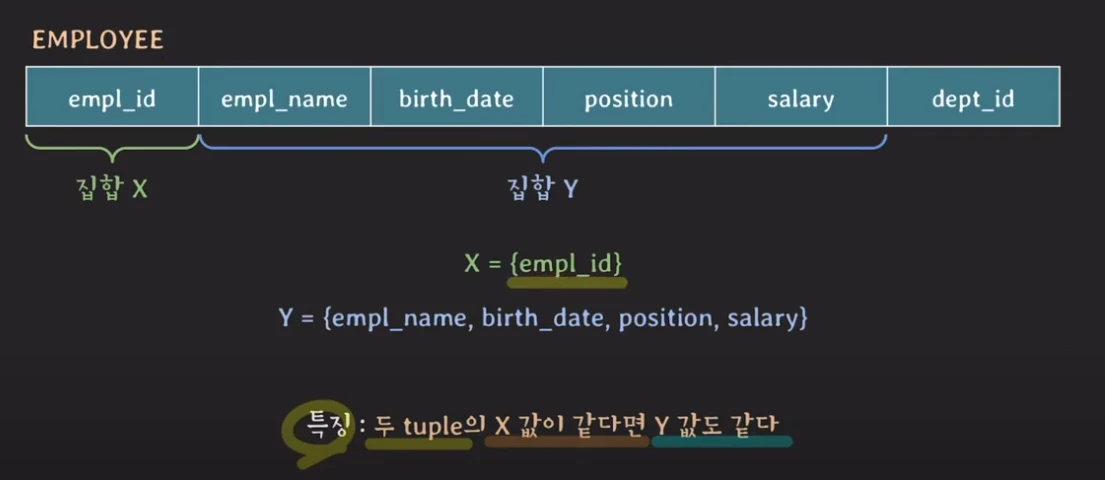 EMPLOYEE
empl_id empl_name birth_date position salary dept_id
집합 X 집합 Y
X = {empl_id}
Y = {empl_name, birth_date, position, salary}
특징 : 두 tuple의 X 값이 같다면 Y 값도 같다